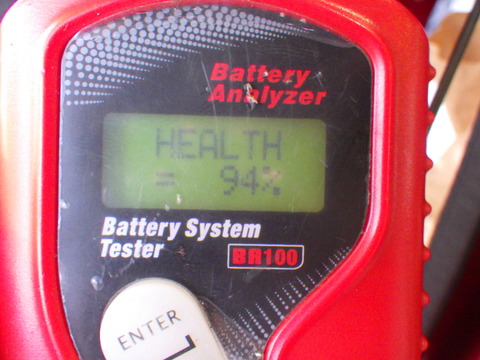 Battery
Analyzer
HEALTH
= 94%
Battery System
Tester
BR100
ENTER